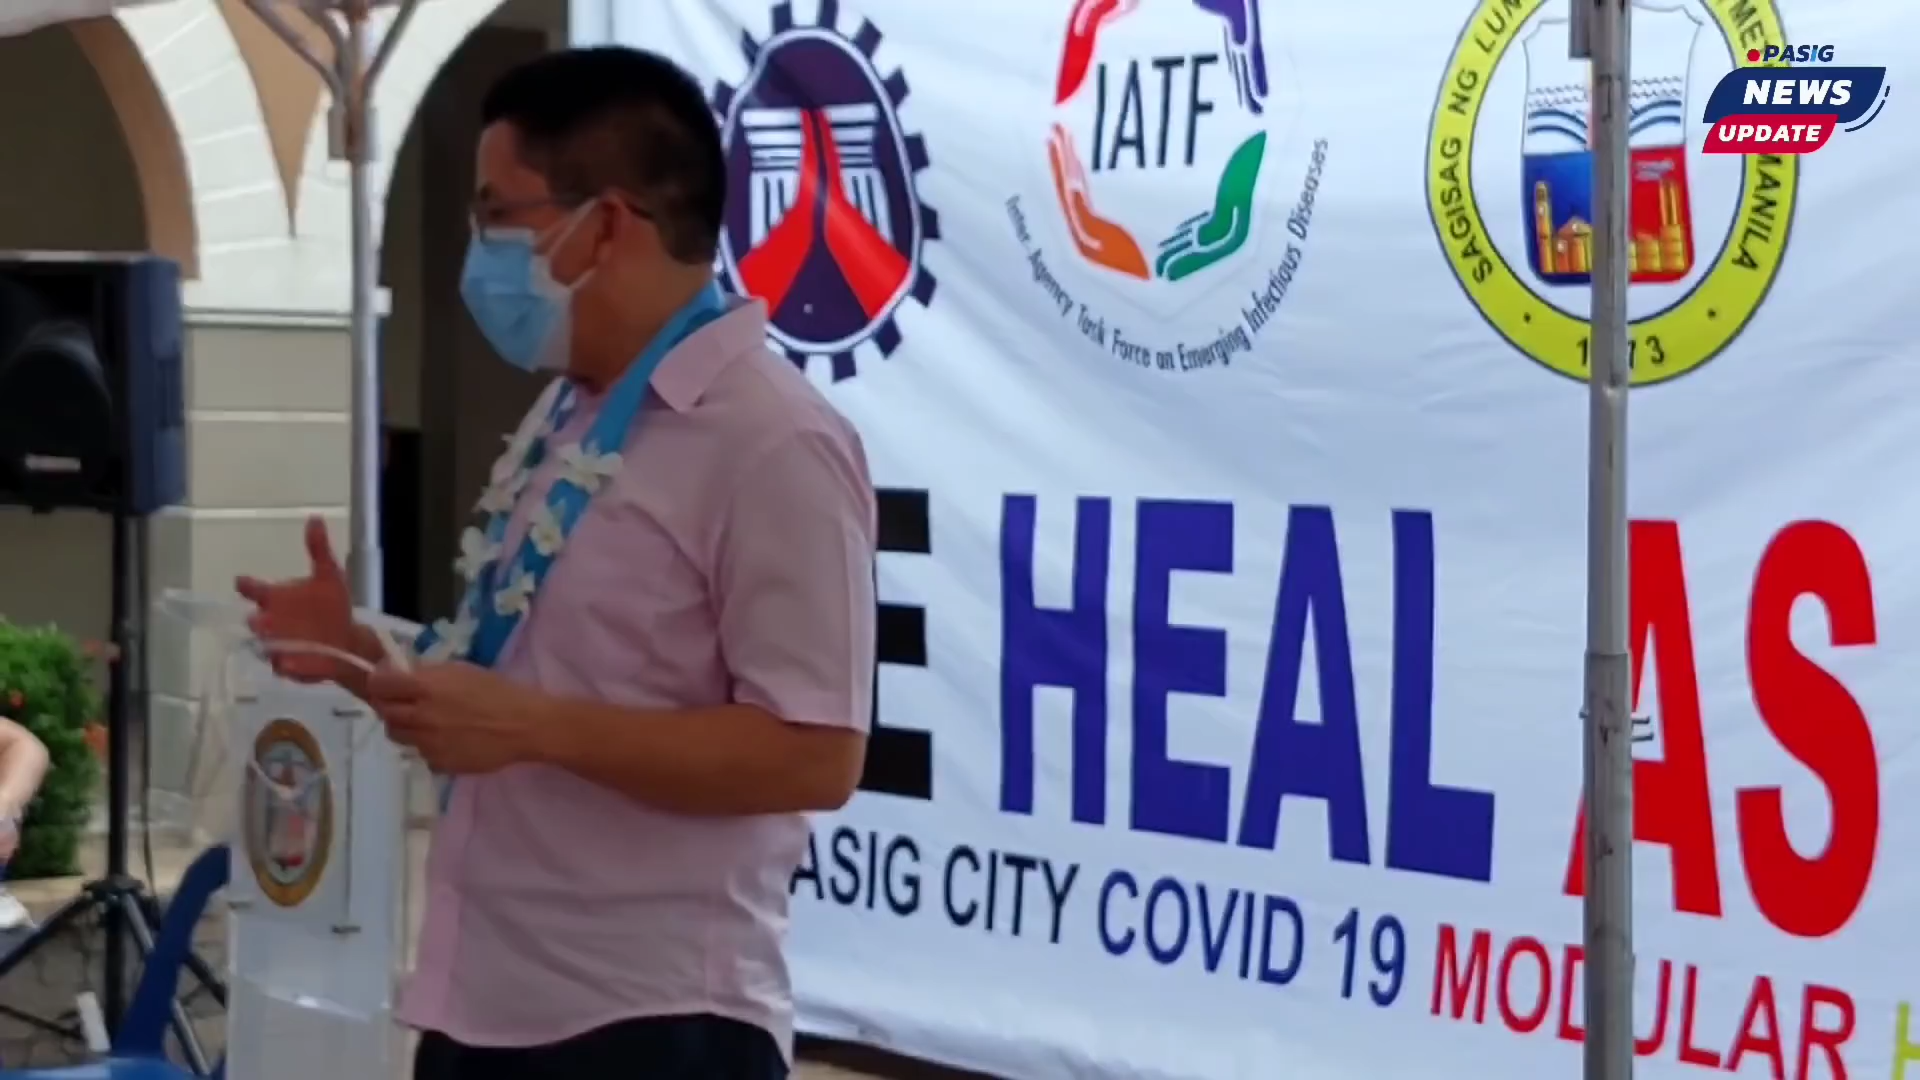 PASIG
NEWS
UPDATE
IATF
Inter-Agency Task Force on Emerging Infectious Diseases
SAGISAG NG MANILA
HEAL AS
ASIG CITY COVID 19 MODULAR